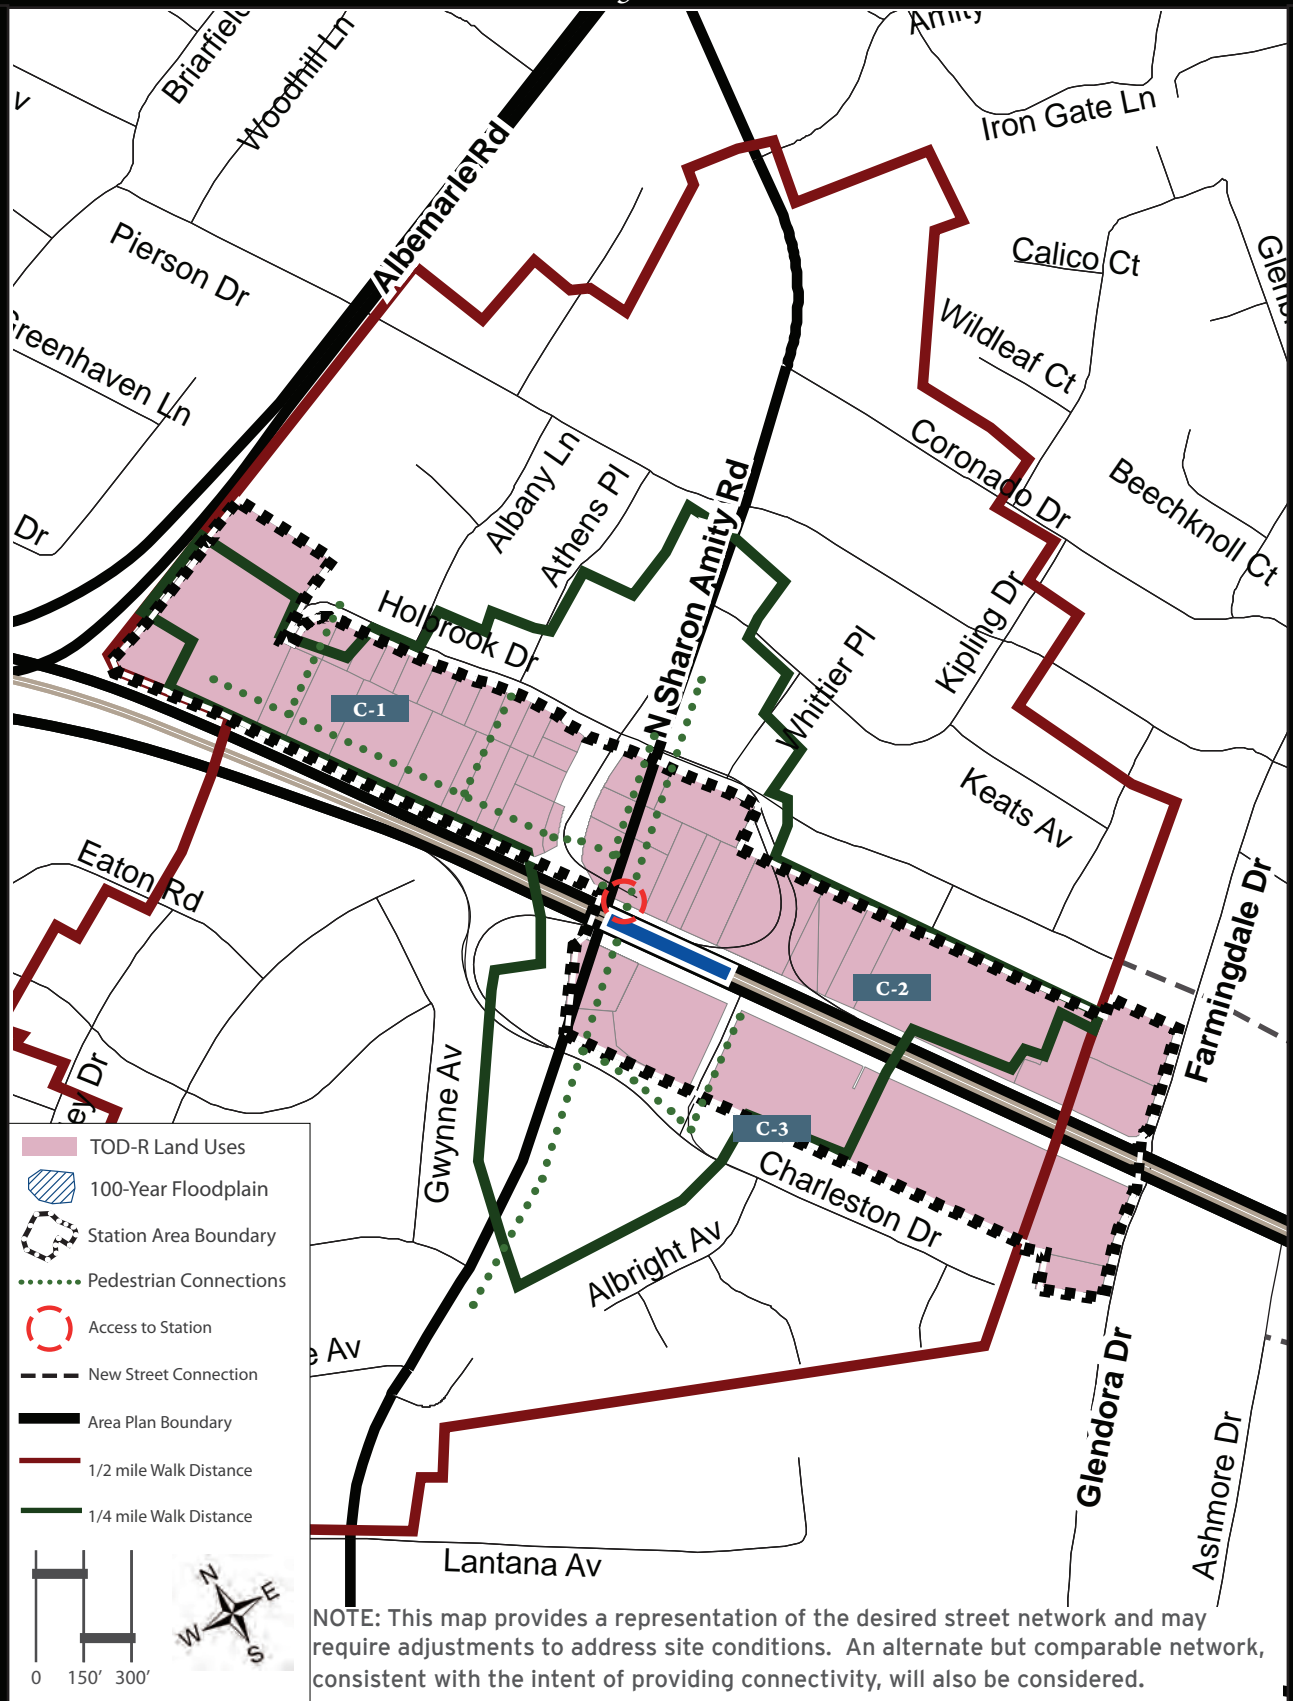 Amity
Briarfiel
Woodhill Ln
Iron Gate Ln
v
Albemarle Rd
Pierson Dr
Calico Ct
Wildleaf Ct
Greenhaven Ln
Coronado Dr
Albany Ln
Athens Pl
Beechknoll Ct
N Sharon Amity Rd
Dr
Holbrook Dr
Kipling Dr
Whittier Pl
C-1
Keats Av
Eaton Rd
Farmingdale Dr
C-2
ey Dr
Gwynne Av
C-3
Charleston Dr
Albright Av
e Av
Glendora Dr
Ashmore Dr
Lantana Av
TOD-R Land Uses
100-Year Floodplain
Station Area Boundary
Pedestrian Connections
Access to Station
New Street Connection
Area Plan Boundary
1/2 mile Walk Distance
1/4 mile Walk Distance
N
E
W
S
0 150′ 300′
NOTE: This map provides a representation of the desired street network and may
require adjustments to address site conditions. An alternate but comparable network,
consistent with the intent of providing connectivity, will also be considered.